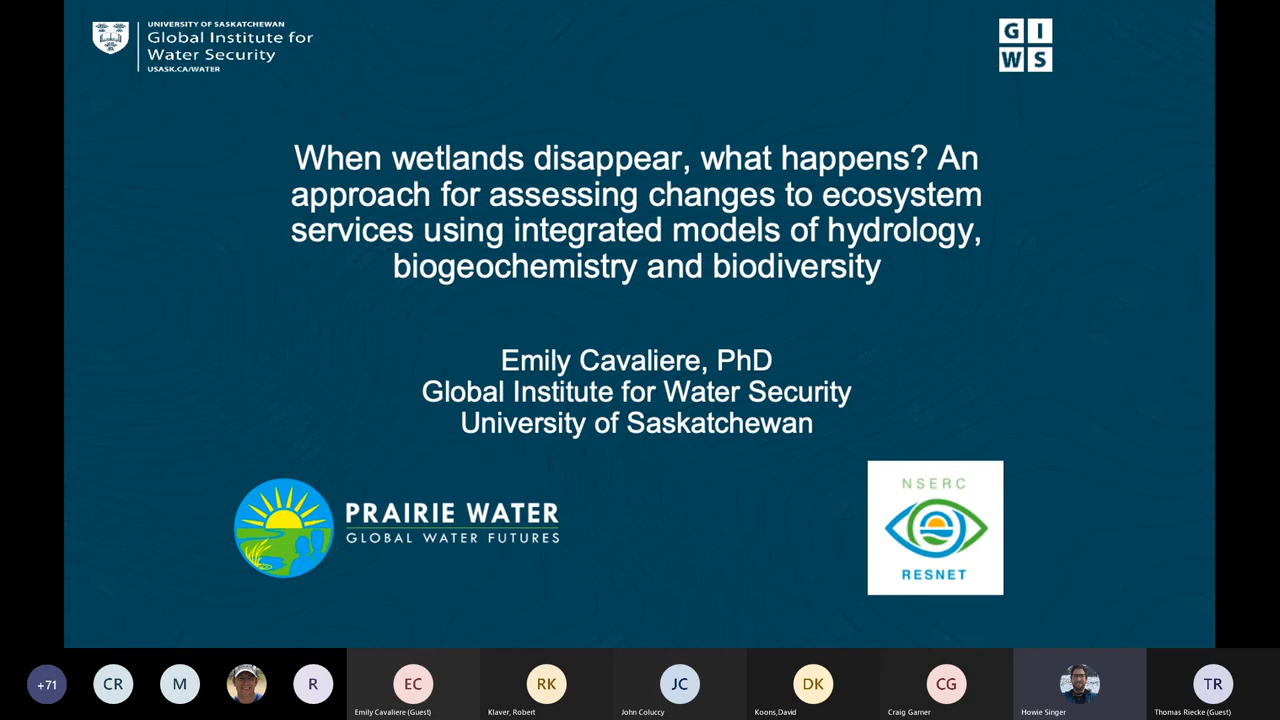 UNIVERSITY OF SASKATCHEWAN
Global Institute for
Water Security
USASK.CA/WATER
G I
W S
When wetlands disappear, what happens? An
approach for assessing changes to ecosystem
services using integrated models of hydrology,
biogeochemistry and biodiversity
Emily Cavaliere, PhD
Global Institute for Water Security
University of Saskatchewan
PRAIRIE WATER
GLOBAL WATER FUTURES
NSERC
RESNET
+71
CR
M
R
EC
RK
JC
DK
CG
TR
Emily Cavaliere (Guest)
Klaver, Robert
John Coluccy
Koons,David
Craig Garner
Howie Singer
Thomas Riecke (Guest)